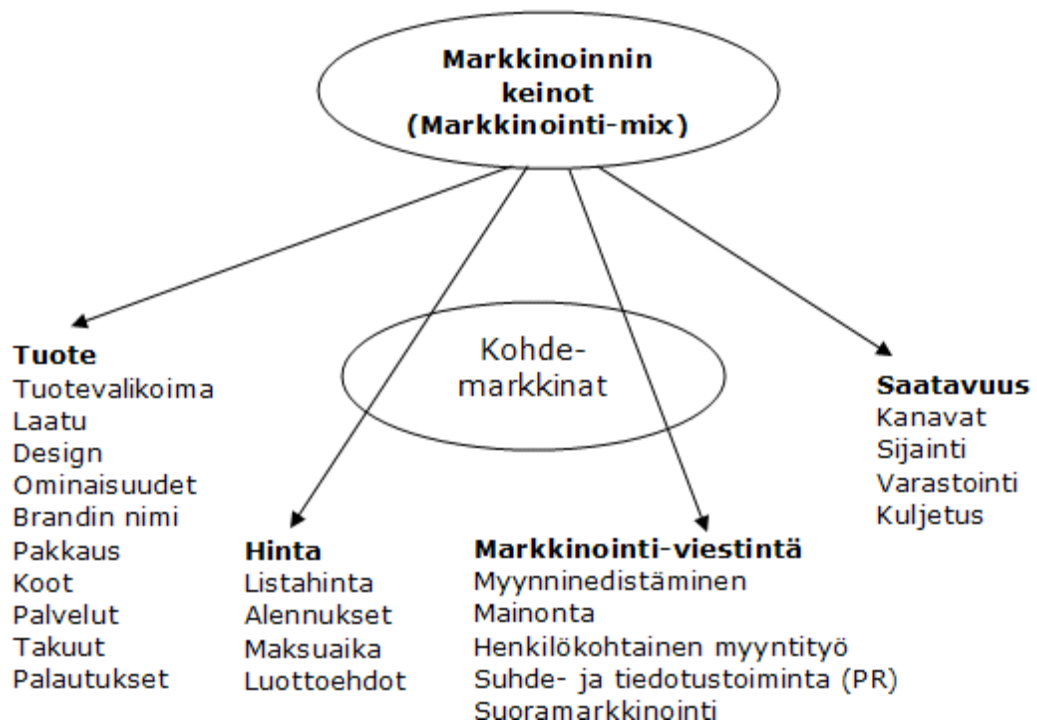 Markkinoinnin
keinot
(Markkinointi-mix)
Kohde-
markkinat
Tuote
Tuotevalikoima
Laatu
Design
Ominaisuudet
Brandin nimi
Pakkaus
Koot
Palvelut
Takuut
Palautukset
Hinta
Listahinta
Alennukset
Maksuaika
Luottoehdot
Markkinointi-viestintä
Myynninedistäminen
Mainonta
Henkilökohtainen myyntityö
Suhde- ja tiedotustoiminta (PR)
Suoramarkkinointi
Saatavuus
Kanavat
Sijainti
Varastointi
Kuljetus